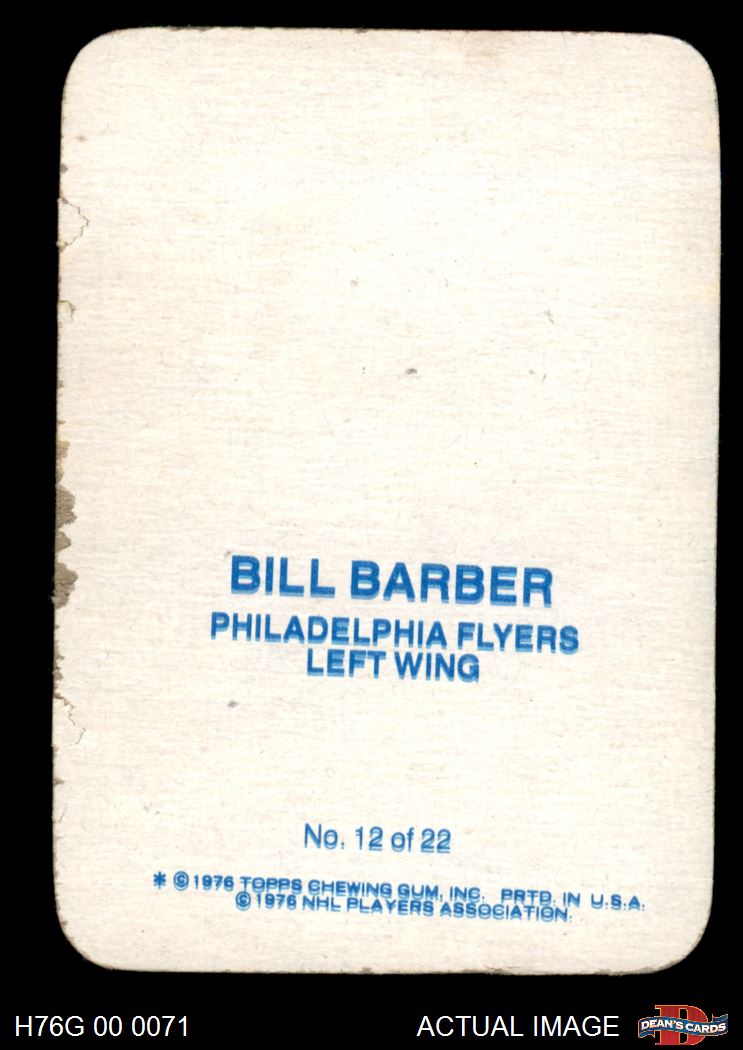 BILL BARBER
PHILADELPHIA FLYERS
LEFT WING
No. 12 of 22
* © 1976 TOPPS CHEWING GUM, INC. PRTD. IN U.S.A.
© 1976 NHL PLAYERS ASSOCIATION.
H76G 00 0071 ACTUAL IMAGE D DEAN'S CARDS